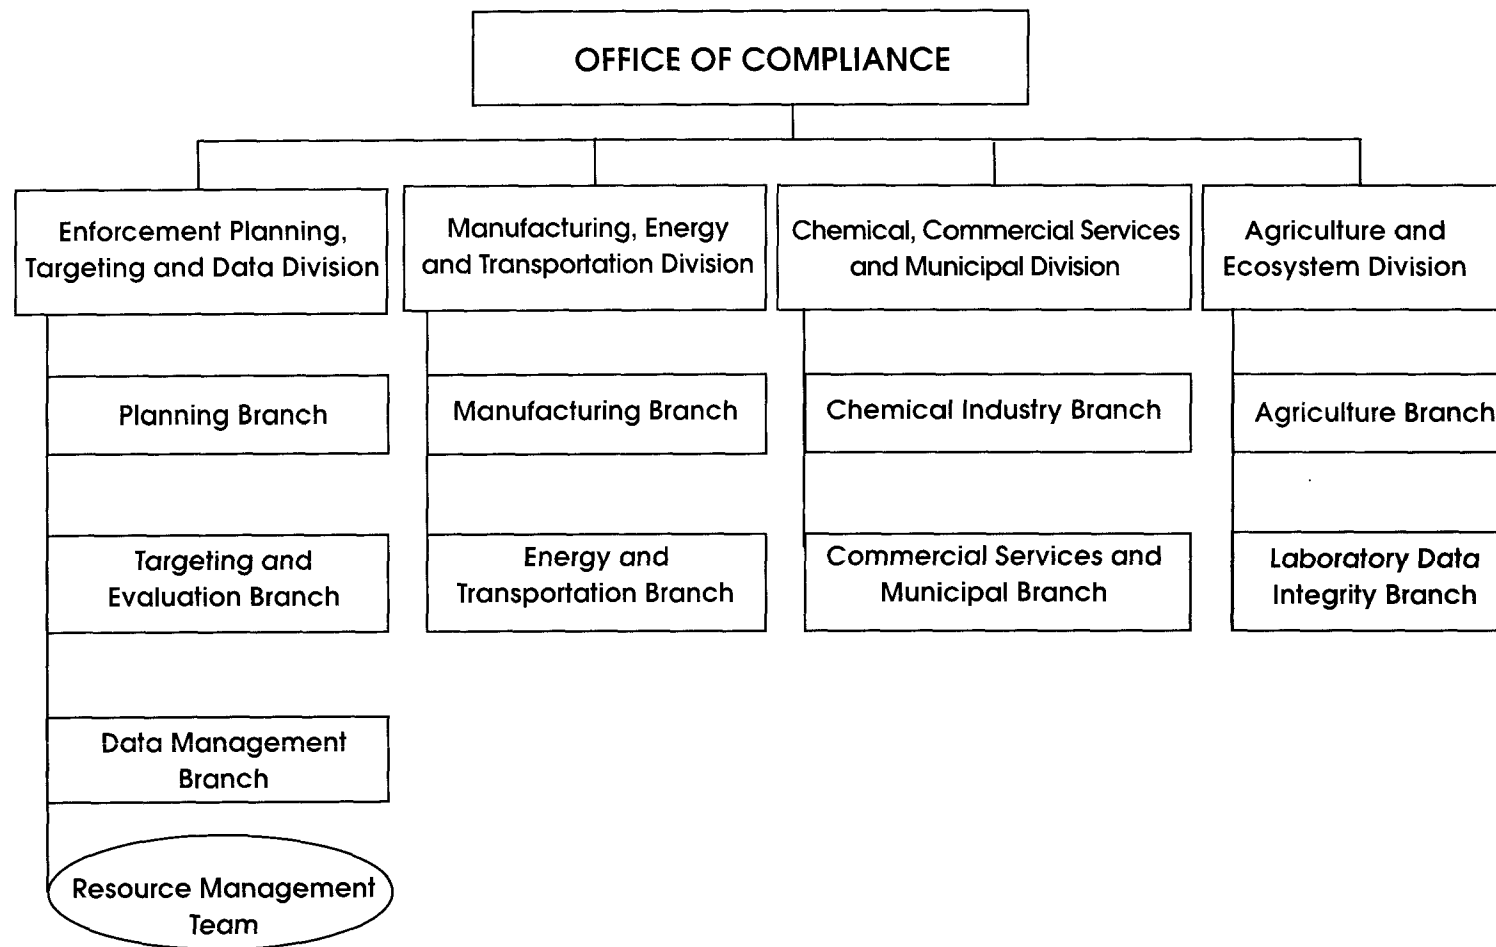 OFFICE OF COMPLIANCE
Enforcement Planning,
Targeting and Data Division
Manufacturing, Energy
and Transportation Division
Chemical, Commercial Services
and Municipal Division
Agriculture and
Ecosystem Division
Planning Branch
Manufacturing Branch
Chemical Industry Branch
Agriculture Branch
Targeting and
Evaluation Branch
Energy and
Transportation Branch
Commercial Services and
Municipal Branch
Laboratory Data
Integrity Branch
Data Management
Branch
Resource Management
Team